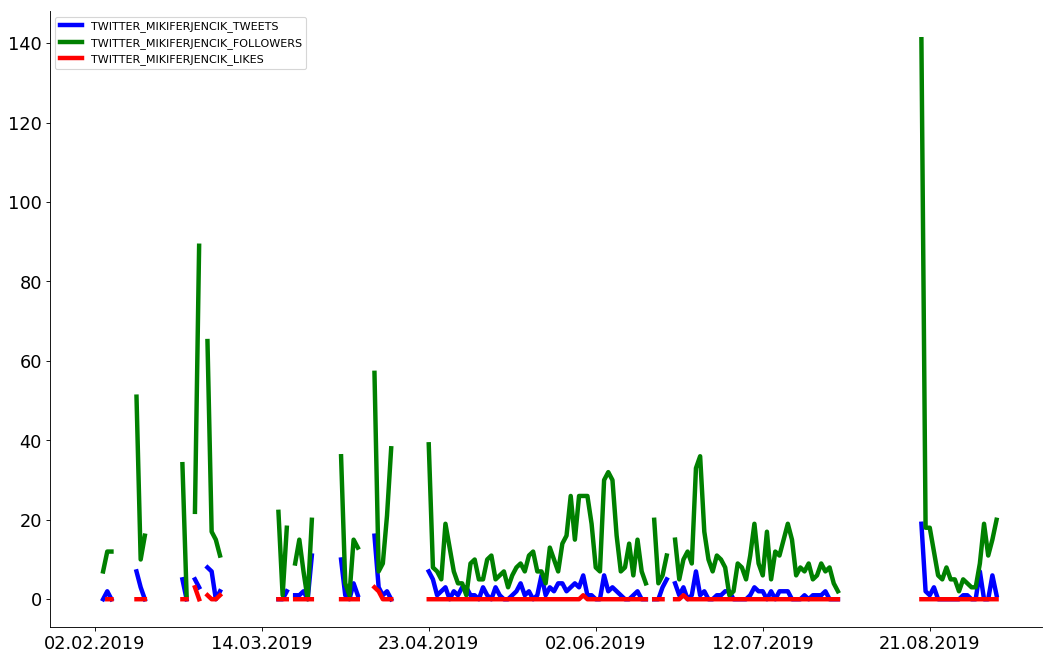 TWITTER_MIKIFERJENCIK_TWEETS
TWITTER_MIKIFERJENCIK_FOLLOWERS
TWITTER_MIKIFERJENCIK_LIKES
140
120
100
80
60
40
20
0
02.02.2019 14.03.2019 23.04.2019 02.06.2019 12.07.2019 21.08.2019